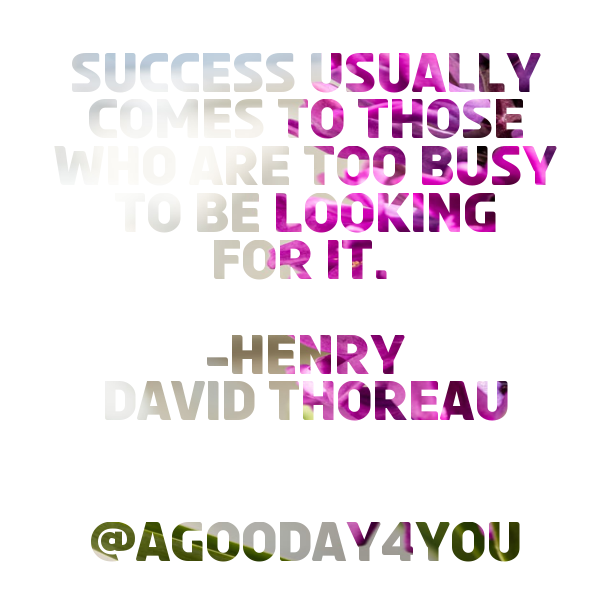 SUCCESS USUALLY
COMES TO THOSE
WHO ARE TOO BUSY
TO BE LOOKING
FOR IT.
-HENRY
DAVID THOREAU
@AGOODAY4YOU